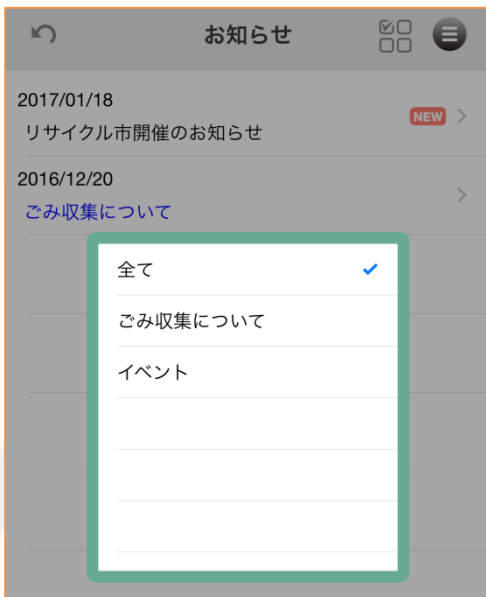 お知らせ
2017/01/18
リサイクル市開催のお知らせ
NEW
2016/12/20
ごみ収集について
全て
ごみ収集について
イベント